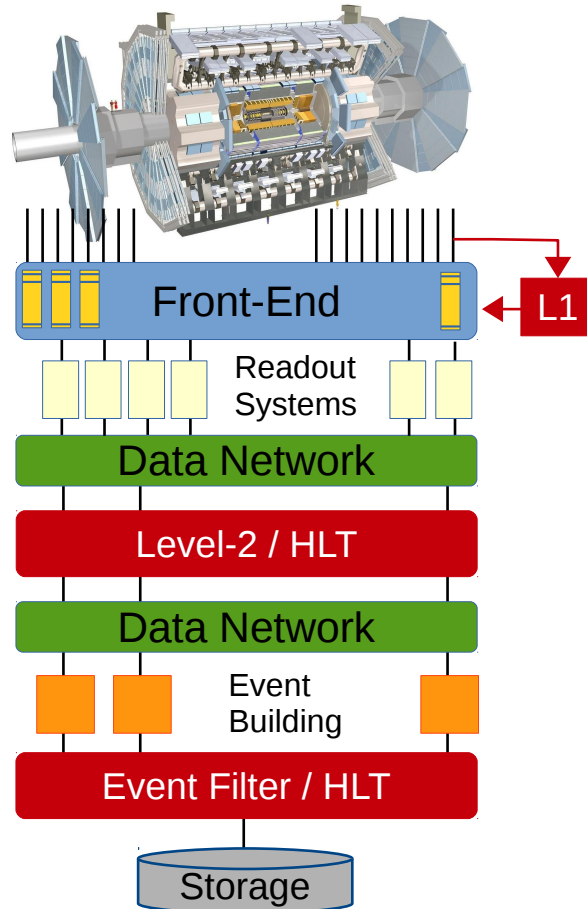 Front-End
L1
Readout
Systems
Data Network
Level-2 / HLT
Data Network
Event
Building
Event Filter / HLT
Storage